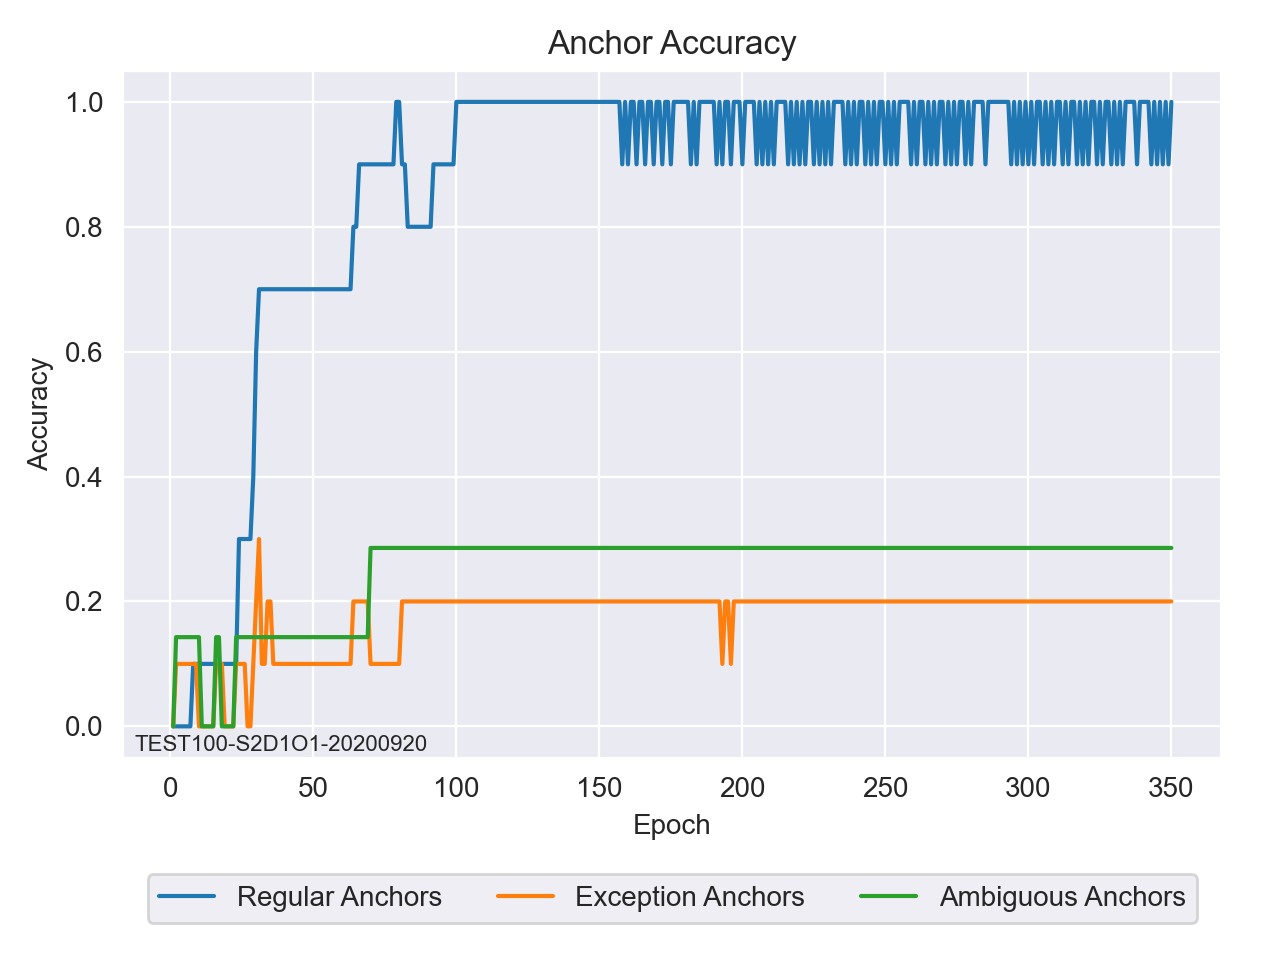 Anchor Accuracy
1.0
0.8
0.6
0.4
0.2
0.0
Accuracy
TEST100-S2D1O1-20200920
0 50 100 150 200 250 300 350
Epoch
Regular Anchors Exception Anchors Ambiguous Anchors